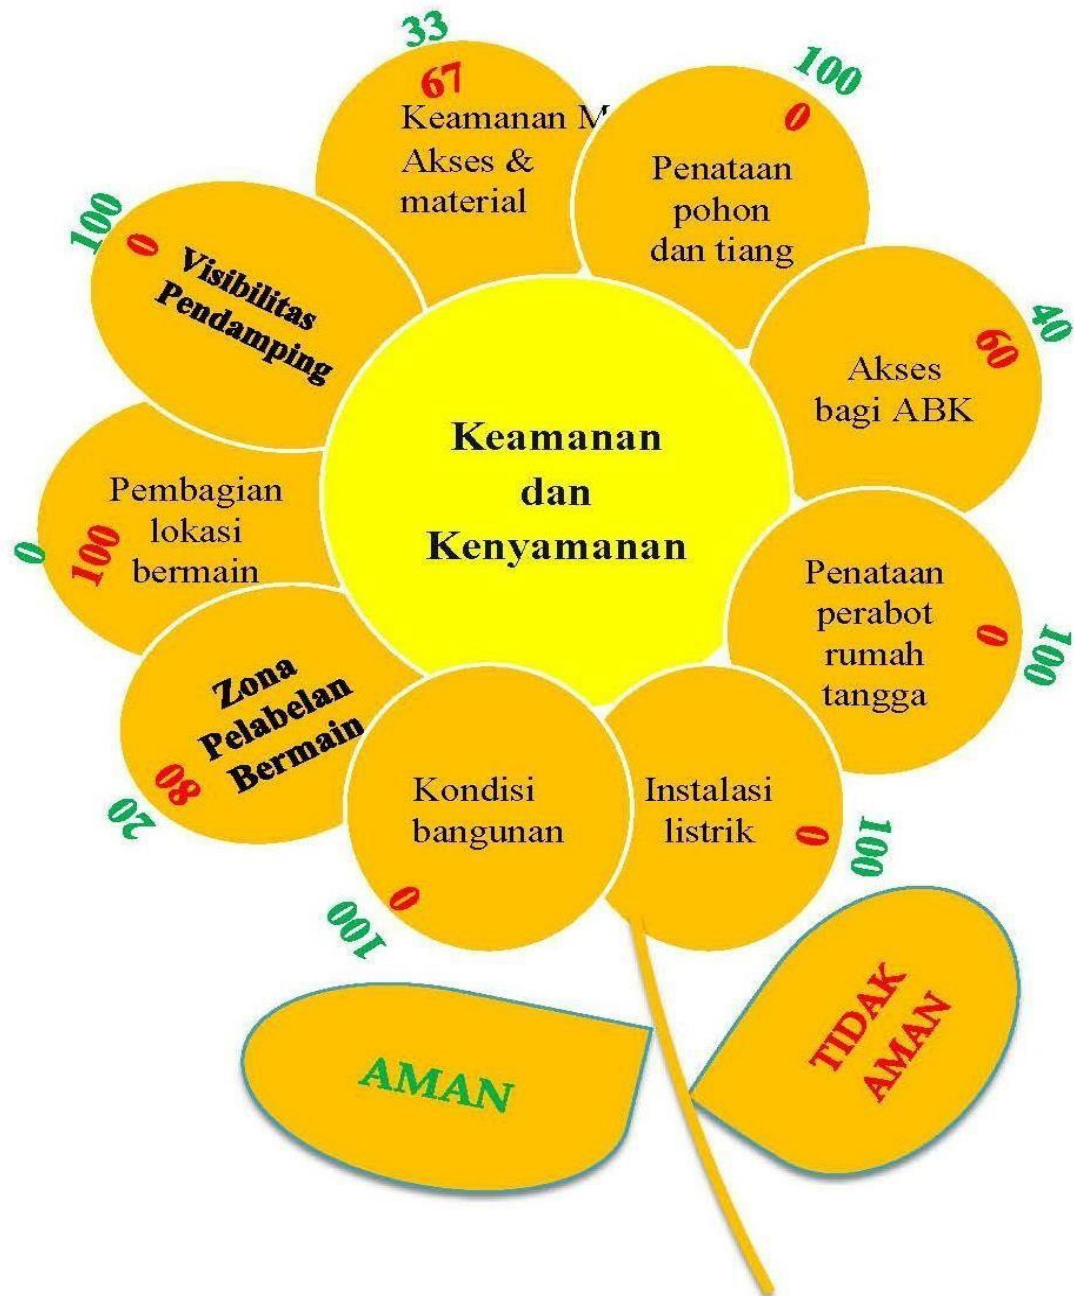 33
67
Keamanan M
Akses &
material
100
0
Penataan
pohon
dan tiang
40
60
Akses
bagi ABK
100
0
Penataan
perabot
rumah
tangga
100
0
Instalasi
listrik
100
0
Kondisi
bangunan
20
80
Zona
Pelabelan
Bermain
0
100
Pembagian
lokasi
bermain
100
0
Visibilitas
Pendamping
Keamanan
dan
Kenyamanan
AMAN
TIDAK
AMAN